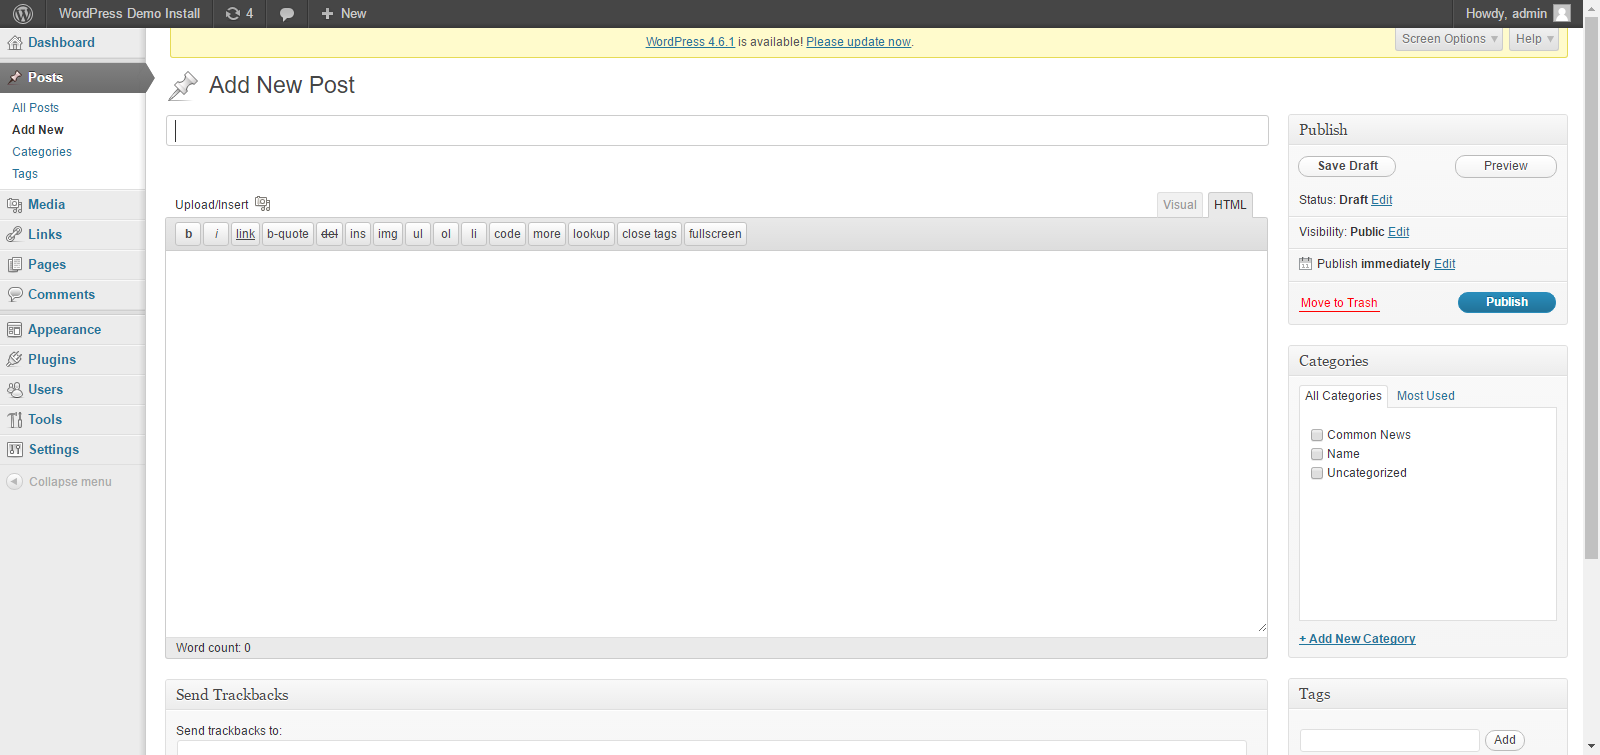 WordPress Demo Install 4 + New Howdy, admin
WordPress 4.6.1 is available! Please update now.
Screen Options Help
Dashboard
Posts
All Posts
Add New
Categories
Tags
Media
Links
Pages
Comments
Appearance
Plugins
Users
Tools
Settings
Collapse menu
Add New Post
Upload/Insert
Visual HTML
b i link b-quote del ins img ul ol li code more lookup close tags fullscreen
Word count: 0
Send Trackbacks
Send trackbacks to:
Publish
Save Draft Preview
Status: Draft Edit
Visibility: Public Edit
Publish immediately Edit
Move to Trash Publish
Categories
All Categories Most Used
Common News
Name
Uncategorized
+ Add New Category
Tags
Add